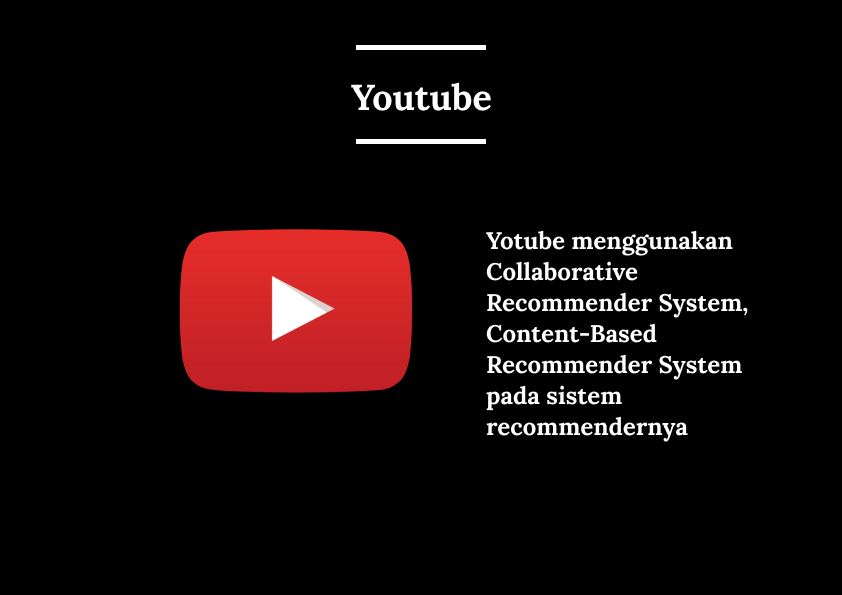 Youtube
Yotube menggunakan
Collaborative
Recommender System,
Content-Based
Recommender System
pada sistem
recommendernya